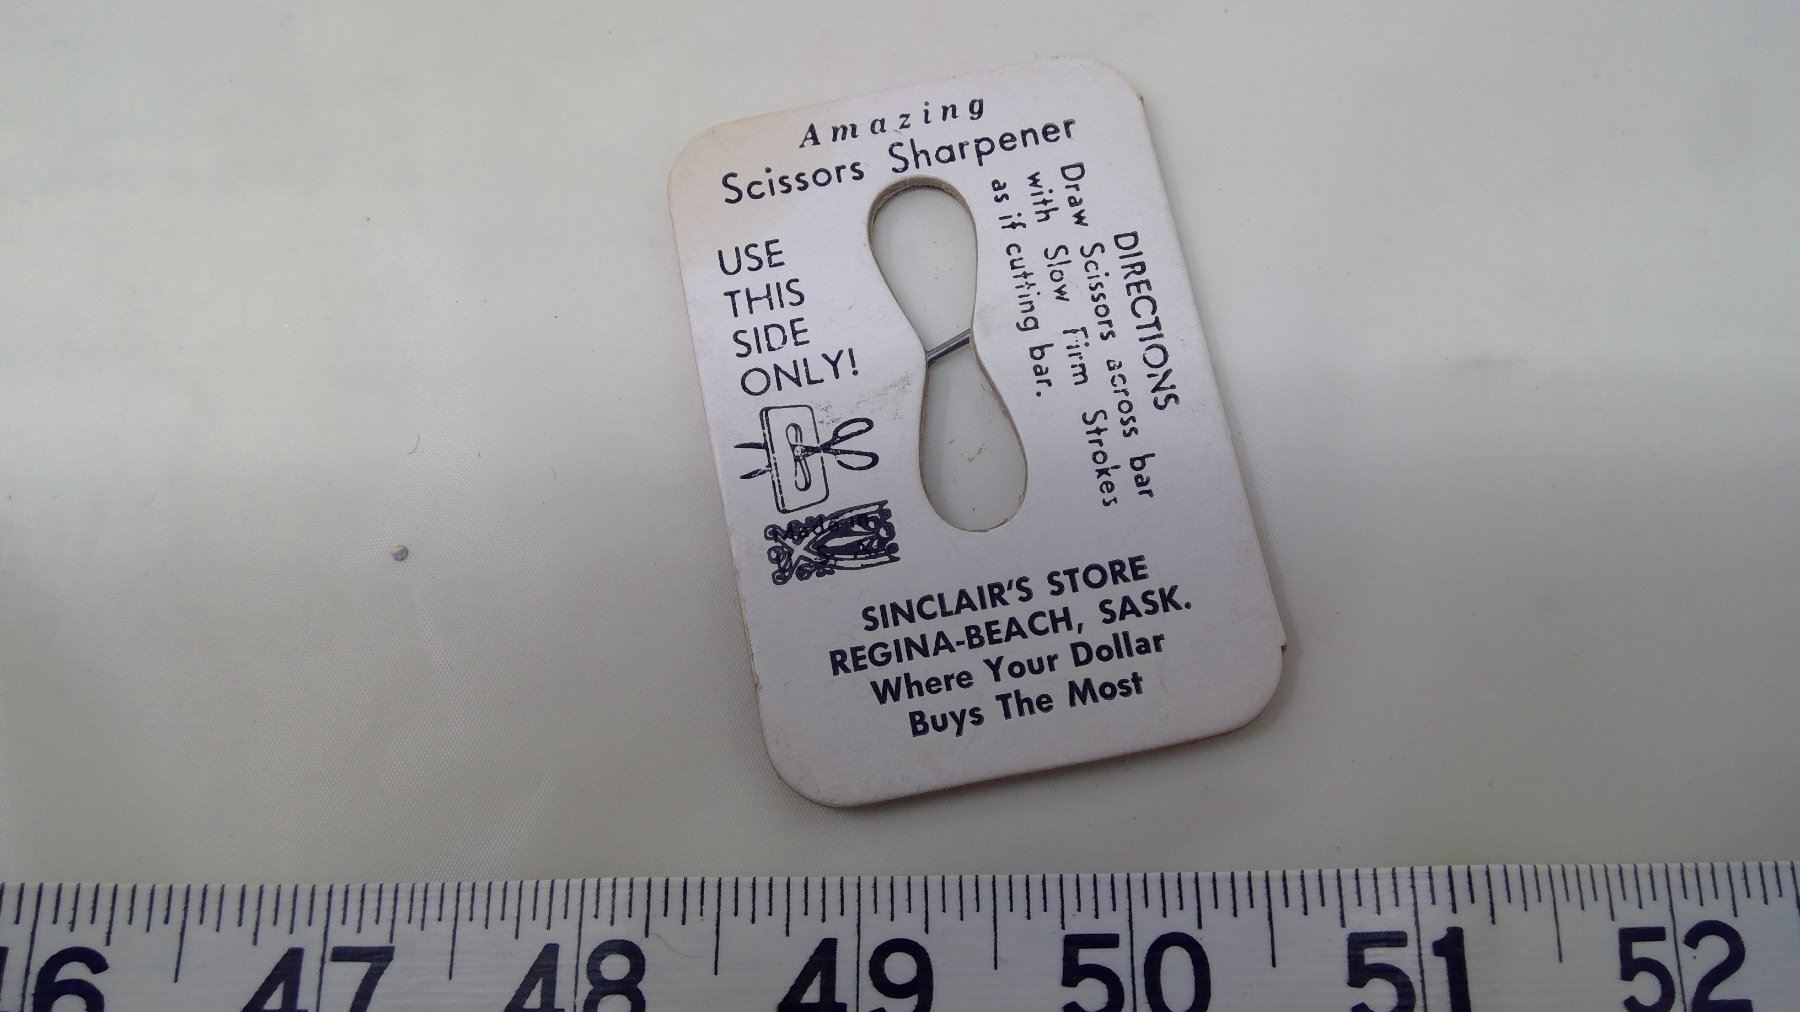 Amazing
Scissors Sharpener
USE
THIS
SIDE
ONLY!
DIRECTIONS
Draw Scissors across bar
with Slow Firm Strokes
as if cutting bar.
SINCLAIR'S STORE
REGINA-BEACH, SASK.
Where Your Dollar
Buys The Most
46 47 48 49 50 51 52